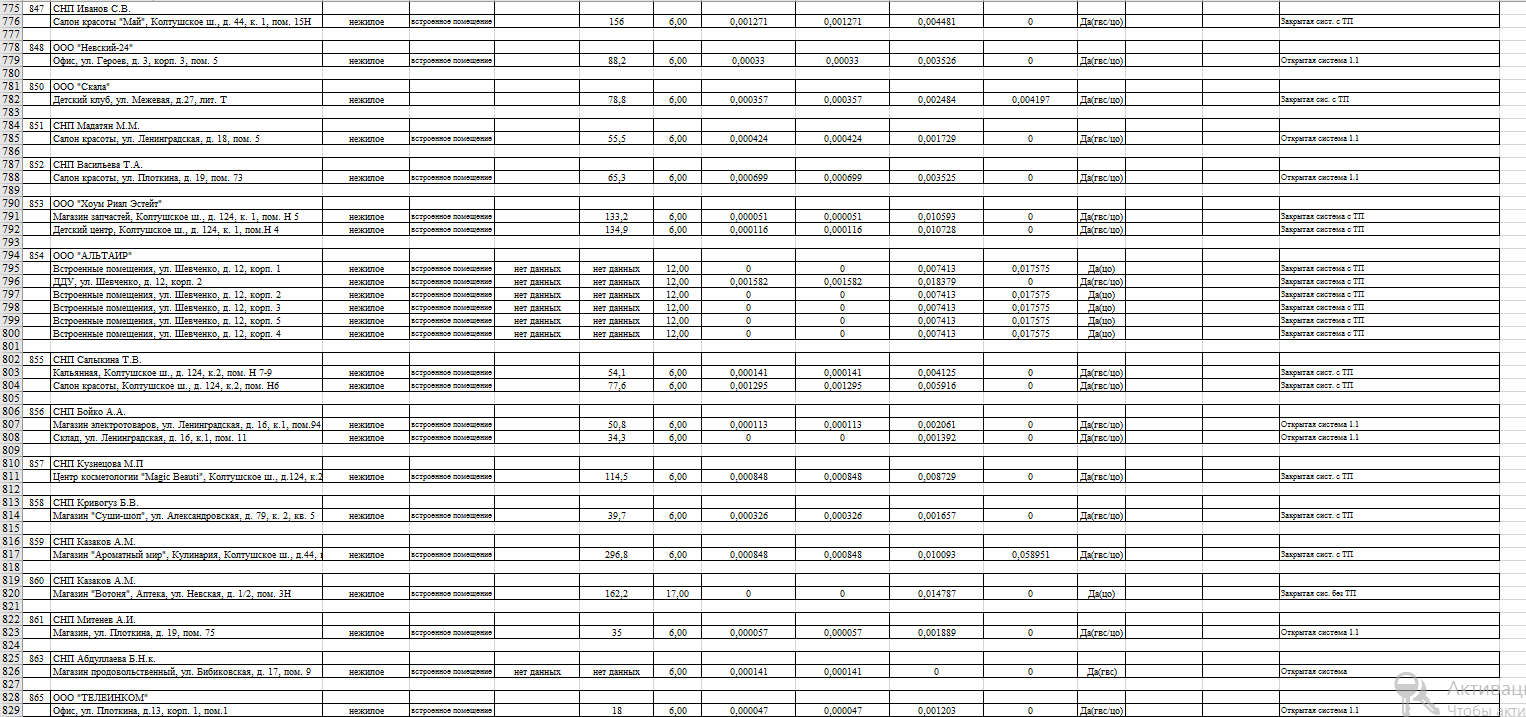 775 847 СНП Иванов С.В.
776 Салон красоты "Май", Колтушское ш., д. 44, к. 1, пом. 15Н нежилое встроенное помещение 156 6,00 0,001271 0,001271 0,004481 0 Да(гвс/цо) Закрытая сист. с ТП
777
778 848 ООО "Невский-24"
779 Офис, ул. Героев, д. 3, корп. 3, пом. 5 нежилое встроенное помещение 88,2 6,00 0,00033 0,00033 0,003526 0 Да(гвс/цо) Открытая система 1.1
780
781 850 ООО "Скала"
782 Детский клуб, ул. Межевая, д.27, лит. Т нежилое 78,8 6,00 0,000357 0,000357 0,002484 0,004197 Да(гвс/цо) Закрытая сис. с ТП
783
784 851 СНП Мадатян М.М.
785 Салон красоты, ул. Ленинградская, д. 18, пом. 5 нежилое встроенное помещение 55,5 6,00 0,000424 0,000424 0,001729 0 Да(гвс/цо) Открытая система 1.1
786
787 852 СНП Васильева Т.А.
788 Салон красоты, ул. Плоткина, д. 19, пом. 73 нежилое встроенное помещение 65,3 6,00 0,000699 0,000699 0,003525 0 Да(гвс/цо) Открытая система 1.1
789
790 853 ООО "Хоум Риал Эстейт"
791 Магазин запчастей, Колтушское ш., д. 124, к. 1, пом. Н 5 нежилое встроенное помещение 133,2 6,00 0,000051 0,000051 0,010593 0 Да(гвс/цо) Закрытая система с ТП
792 Детский центр, Колтушское ш., д. 124, к. 1, пом.Н 4 нежилое встроенное помещение 134,9 6,00 0,000116 0,000116 0,010728 0 Да(гвс/цо) Закрытая система с ТП
793
794 854 ООО "АЛЬТАИР"
795 Встроенные помещения, ул. Шевченко, д. 12, корп. 1 нежилое встроенное помещение нет данных нет данных 12,00 0 0 0,007413 0,017575 Да(цо) Закрытая система с ТП
796 ДДУ, ул. Шевченко, д. 12, корп. 2 нежилое встроенное помещение нет данных нет данных 12,00 0,001582 0,001582 0,018379 0 Да(гвс/цо) Закрытая система с ТП
797 Встроенные помещения, ул. Шевченко, д. 12, корп. 2 нежилое встроенное помещение нет данных нет данных 12,00 0 0 0,007413 0,017575 Да(цо) Закрытая система с ТП
798 Встроенные помещения, ул. Шевченко, д. 12, корп. 3 нежилое встроенное помещение нет данных нет данных 12,00 0 0 0,007413 0,017575 Да(цо) Закрытая система с ТП
799 Встроенные помещения, ул. Шевченко, д. 12, корп. 5 нежилое встроенное помещение нет данных нет данных 12,00 0 0 0,007413 0,017575 Да(цо) Закрытая система с ТП
800 Встроенные помещения, ул. Шевченко, д. 12, корп. 4 нежилое встроенное помещение нет данных нет данных 12,00 0 0 0,007413 0,017575 Да(цо) Закрытая система с ТП
801
802 855 СНП Салыкина Т.В.
803 Кальянная, Колтушское ш., д. 124, к.2, пом. Н 7-9 нежилое встроенное помещение 54,1 6,00 0,000141 0,000141 0,004125 0 Да(гвс/цо) Закрытая сист. с ТП
804 Салон красоты, Колтушское ш., д. 124, к.2, пом. Н6 нежилое встроенное помещение 77,6 6,00 0,001295 0,001295 0,005916 0 Да(гвс/цо) Закрытая сист. с ТП
805
806 856 СНП Бойко А.А.
807 Магазин электротоваров, ул. Ленинградская, д. 16, к.1, пом.94 нежилое встроенное помещение 50,8 6,00 0,000113 0,000113 0,002061 0 Да(гвс/цо) Открытая система 1.1
808 Склад, ул. Ленинградская, д. 16, к.1, пом. 11 нежилое встроенное помещение 34,3 6,00 0 0 0,001392 0 Да(гвс/цо) Открытая система 1.1
809
810 857 СНП Кузнецова М.П
811 Центр косметологии "Magic Beauti", Колтушское ш., д.124, к.2 нежилое встроенное помещение 114,5 6,00 0,000848 0,000848 0,008729 0 Да(гвс/цо) Закрытая сист. с ТП
812
813 858 СНП Кривогуз Б.В.
814 Магазин "Суши-шоп", ул. Александровская, д. 79, к. 2, кв. 5 нежилое встроенное помещение 39,7 6,00 0,000326 0,000326 0,001657 0 Да(гвс/цо) Закрытая сист. с ТП
815
816 859 СНП Казаков А.М.
817 Магазин "Ароматный мир", Кулинария, Колтушское ш., д.44, нежилое встроенное помещение 296,8 6,00 0,000848 0,000848 0,010093 0,058951 Да(гвс/цо) Закрытая сист. с ТП
818
819 860 СНП Казаков А.М.
820 Магазин "Вотоня", Аптека, ул. Невская, д. 1/2, пом. 3Н нежилое встроенное помещение 162,2 17,00 0 0 0,014787 0 Да(цо) Закрытая сис. без ТП
821
822 861 СНП Митенев А.И.
823 Магазин, ул. Плоткина, д. 19, пом. 75 нежилое встроенное помещение 35 6,00 0,000057 0,000057 0,001889 0 Да(гвс/цо) Открытая система 1.1
824
825 863 СНП Абдуллаева Б.Н.к.
826 Магазин продовольственный, ул. Бибиковская, д. 17, пом. 9 нежилое встроенное помещение нет данных нет данных 6,00 0,000141 0,000141 0 0 Да(гвс) Открытая система
827
828 865 ООО "ТЕЛЕИНКОМ"
829 Офис, ул. Плоткина, д.13, корп. 1, пом.1 нежилое встроенное помещение 18 6,00 0,000047 0,000047 0,001203 0 Да(гвс/цо) Открытая система 1.1
Активаци
Чтобы акти